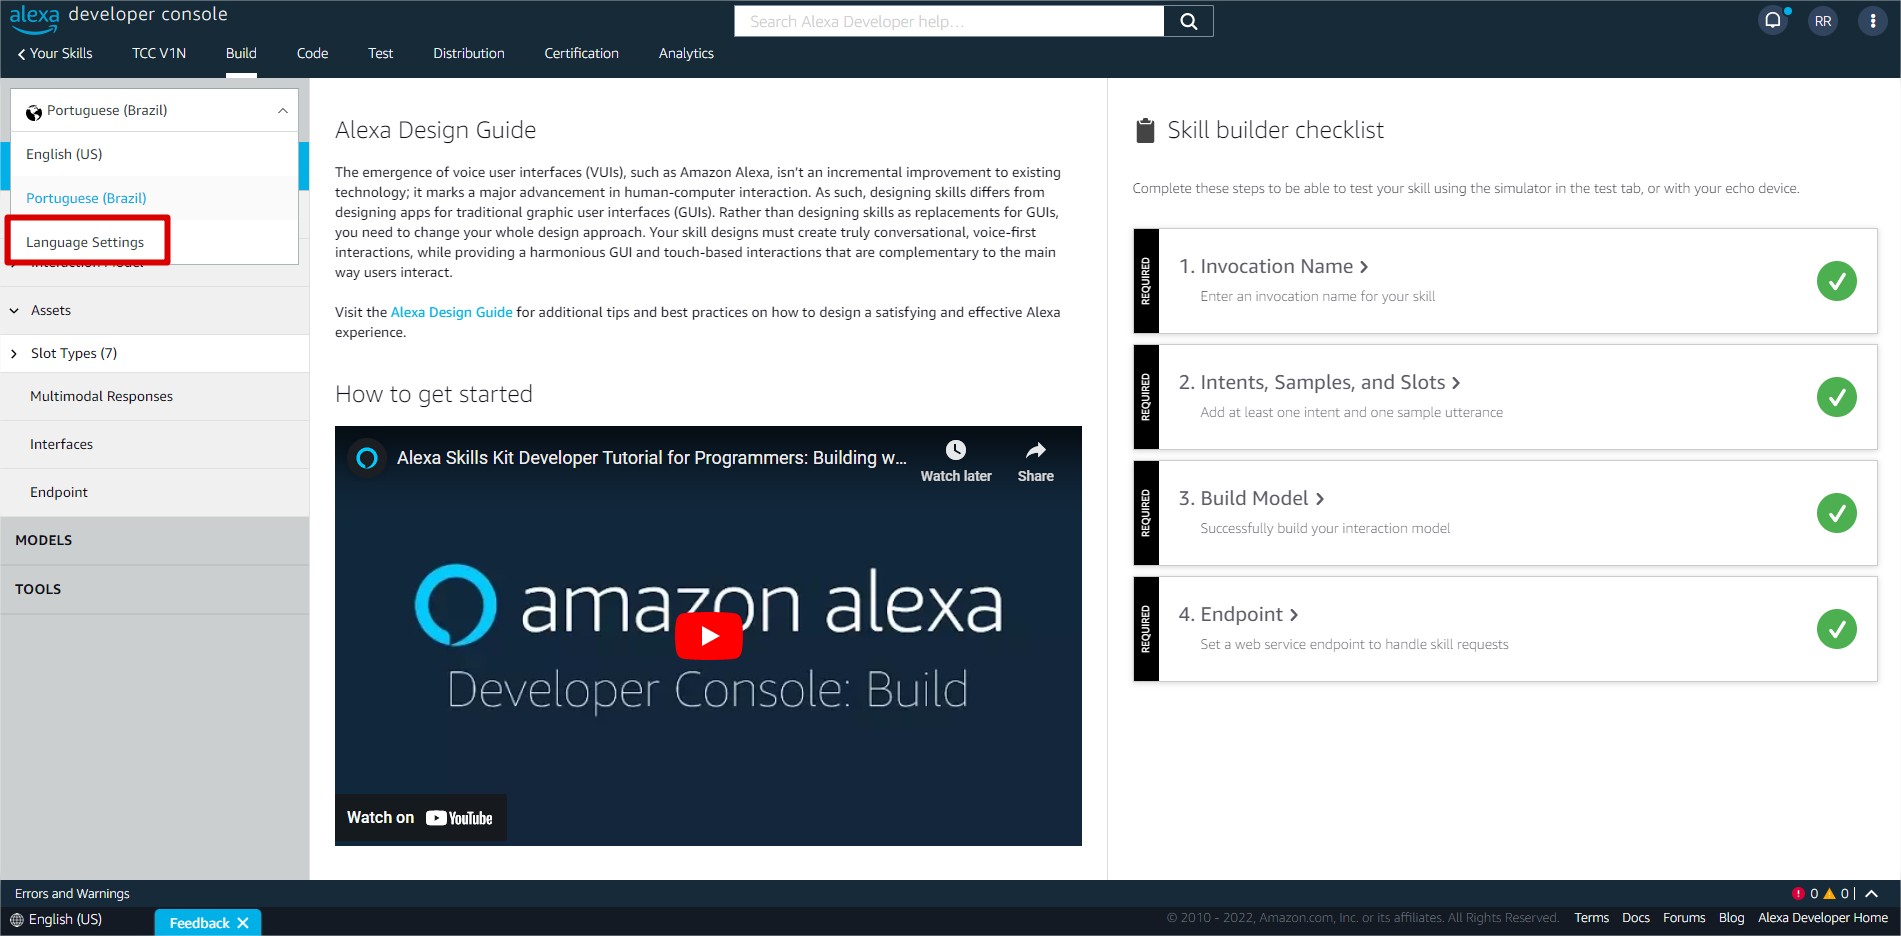 alexa developer console
Search Alexa Developer help...
RR
Your Skills
TCC V1N
Build
Code
Test
Distribution
Certification
Analytics
Portuguese (Brazil)
English (US)
Portuguese (Brazil)
Language Settings
Interaction Model
Assets
Slot Types (7)
Multimodal Responses
Interfaces
Endpoint
MODELS
TOOLS
Alexa Design Guide
The emergence of voice user interfaces (VUIs), such as Amazon Alexa, isn't an incremental improvement to existing
technology; it marks a major advancement in human-computer interaction. As such, designing skills differs from
designing apps for traditional graphic user interfaces (GUIs). Rather than designing skills as replacements for GUIs,
you need to change your whole design approach. Your skill designs must create truly conversational, voice-first
interactions, while providing a harmonious GUI and touch-based interactions that are complementary to the main
way users interact.
Visit the Alexa Design Guide for additional tips and best practices on how to design a satisfying and effective Alexa
experience.
How to get started
Alexa Skills Kit Developer Tutorial for Programmers: Building w...
Watch later
Share
amazon alexa
Developer Console: Build
Watch on YouTube
Skill builder checklist
Complete these steps to be able to test your skill using the simulator in the test tab, or with your echo device.
REQUIRED
1. Invocation Name
Enter an invocation name for your skill
REQUIRED
2. Intents, Samples, and Slots
Add at least one intent and one sample utterance
REQUIRED
3. Build Model
Successfully build your interaction model
REQUIRED
4. Endpoint
Set a web service endpoint to handle skill requests
Errors and Warnings
0
0
English (US)
Feedback
© 2010 - 2022, Amazon.com, Inc. or its affiliates. All Rights Reserved.
Terms
Docs
Forums
Blog
Alexa Developer Home